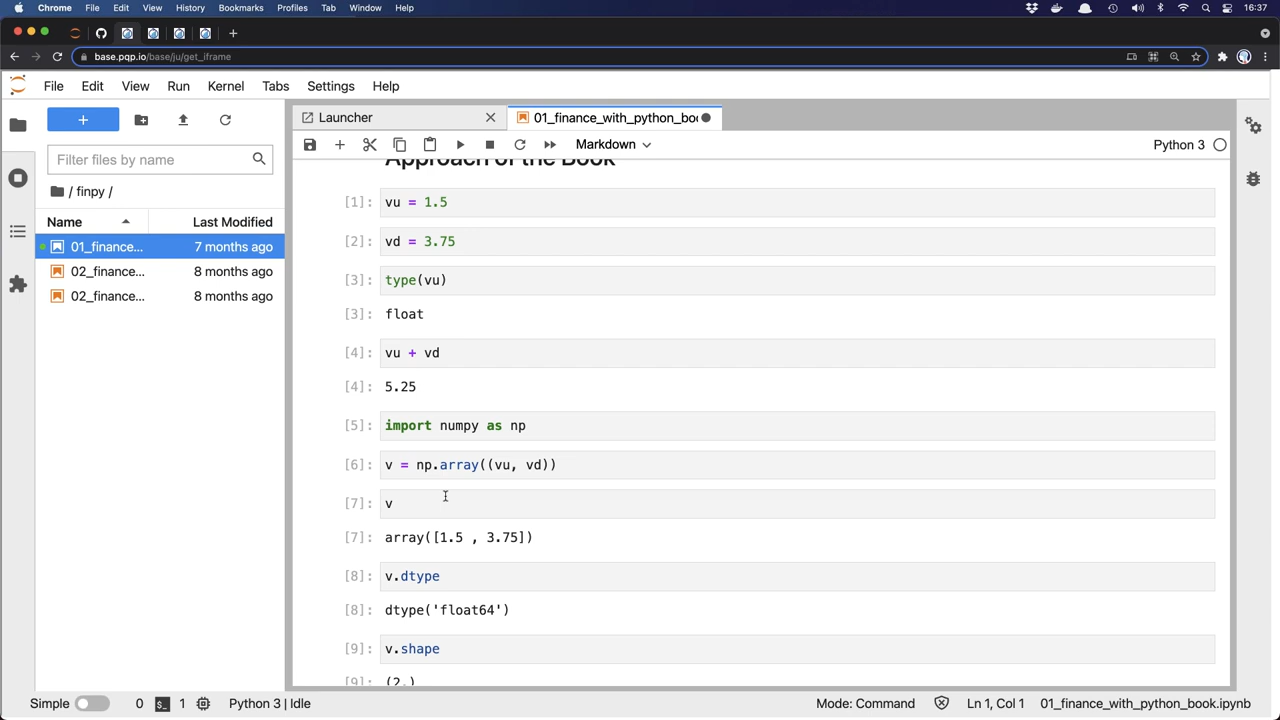 Chrome File Edit View History Bookmarks Profiles Tab Window Help 16:37
base.pqp.io/base/ju/get_iframe
File Edit View Run Kernel Tabs Settings Help
+
Launcher
01_finance_with_python_boo
Filter files by name
Markdown
Python 3
/ finpy /
Name Last Modified
01_finance... 7 months ago
02_finance... 8 months ago
02_finance... 8 months ago
Approach of the Book
[1]: vu = 1.5
[2]: vd = 3.75
[3]: type(vu)
[3]: float
[4]: vu + vd
[4]: 5.25
[5]: import numpy as np
[6]: v = np.array((vu, vd))
[7]: v
[7]: array([1.5 , 3.75])
[8]: v.dtype
[8]: dtype('float64')
[9]: v.shape
[9]: (2,)
Simple 0 $_ 1 Python 3 | Idle Mode: Command Ln 1, Col 1 01_finance_with_python_book.ipynb